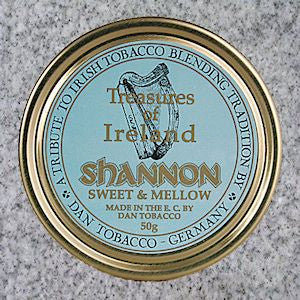 A TRIBUTE TO IRISH TOBACCO BLENDING TRADITION BY
Treasures
of
Ireland
SHANNON
SWEET & MELLOW
MADE IN THE E. C. BY
DAN TOBACCO
50g
DAN TOBACCO - GERMANY